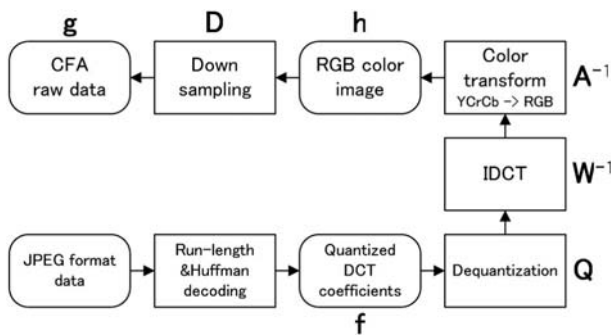 g
D
h
CFA
raw data
Down
sampling
RGB color
image
Color
transform
YCrCb -> RGB
A⁻¹
IDCT
W⁻¹
JPEG format
data
Run-length
&Huffman
decoding
Quantized
DCT
coefficients
Dequantization
Q
f